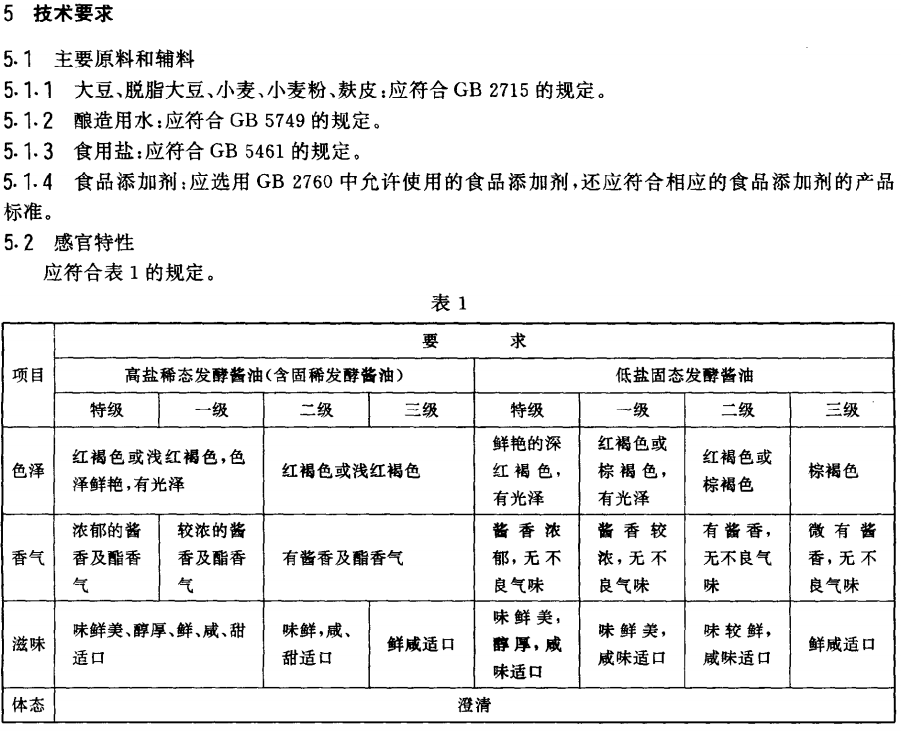 5 技术要求
5.1 主要原料和辅料
5.1.1 大豆、脱脂大豆、小麦、小麦粉、麸皮:应符合 GB 2715 的规定。
5.1.2 酿造用水:应符合 GB 5749 的规定。
5.1.3 食用盐:应符合 GB 5461 的规定。
5.1.4 食品添加剂:应选用 GB 2760 中允许使用的食品添加剂,还应符合相应的食品添加剂的产品
标准。
5.2 感官特性
应符合表 1 的规定。
表 1
项目
要 求
高盐稀态发酵酱油(含固稀发酵酱油)
低盐固态发酵酱油
特级 一级 二级 三级 特级 一级 二级 三级
色泽
红褐色或浅红褐色,色
泽鲜艳,有光泽
红褐色或浅红褐色
鲜艳的深
红褐色,
有光泽
红褐色或
棕褐色,
有光泽
红褐色或
棕褐色
棕褐色
香气
浓郁的酱
香及酯香
气
较浓的酱
香及酯香
气
有酱香及酯香气
酱香浓
郁,无不
良气味
酱香较
浓,无不
良气味
有酱香,
无不良气
味
微有酱
香,无不
良气味
滋味
味鲜美、醇厚、鲜、咸、甜
适口
味鲜,咸、
甜适口
鲜咸适口
味鲜美,
醇厚,咸
味适口
味鲜美,
咸味适口
味较鲜,
咸味适口
鲜咸适口
体态
澄清